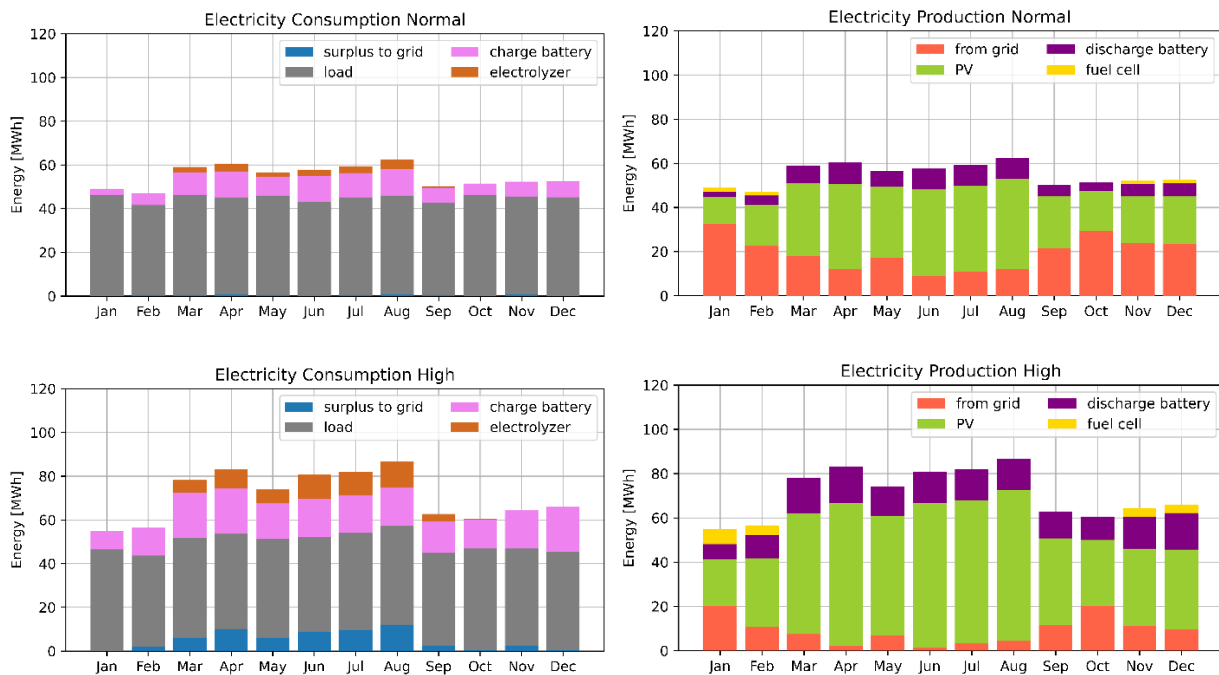 Electricity Consumption Normal
120
100
80
60
40
20
0
Energy [MWh]
surplus to grid charge battery
load electrolyzer
Jan Feb Mar Apr May Jun Jul Aug Sep Oct Nov Dec
Electricity Production Normal
120
100
80
60
40
20
0
Energy [MWh]
from grid discharge battery
PV fuel cell
Jan Feb Mar Apr May Jun Jul Aug Sep Oct Nov Dec
Electricity Consumption High
120
100
80
60
40
20
0
Energy [MWh]
surplus to grid charge battery
load electrolyzer
Jan Feb Mar Apr May Jun Jul Aug Sep Oct Nov Dec
Electricity Production High
120
100
80
60
40
20
0
Energy [MWh]
from grid discharge battery
PV fuel cell
Jan Feb Mar Apr May Jun Jul Aug Sep Oct Nov Dec